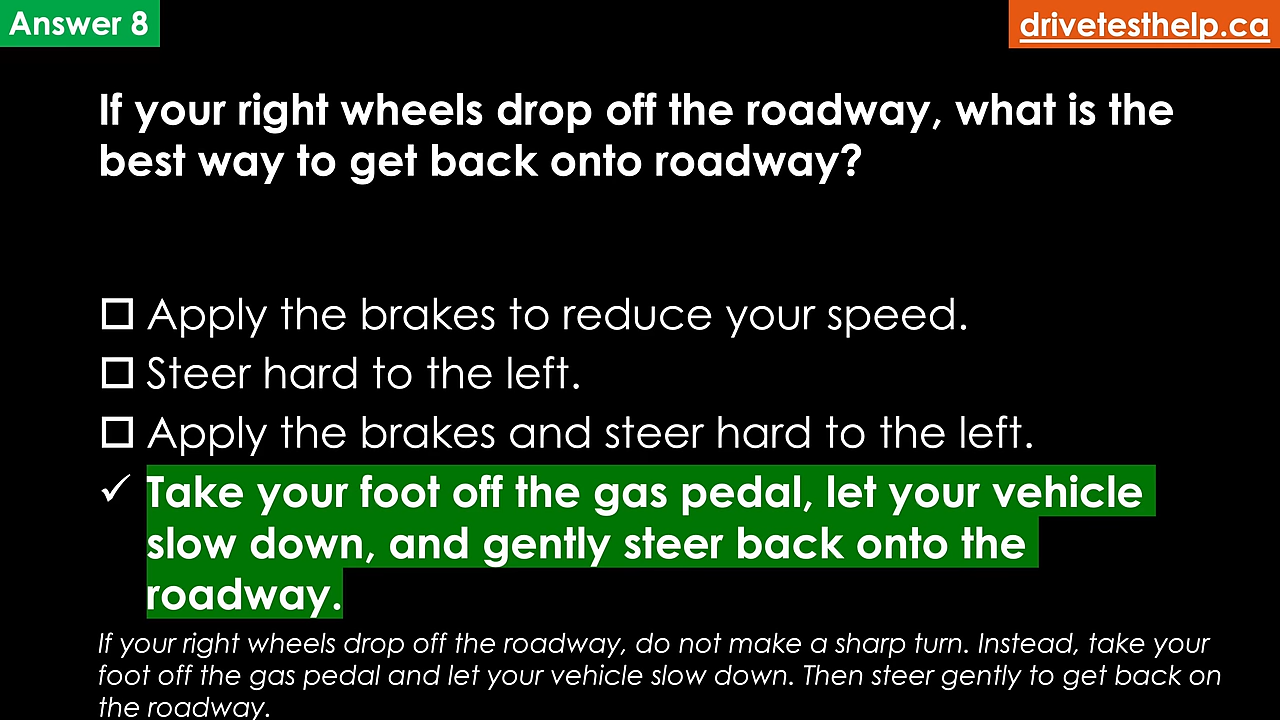 Answer 8
drivetesthelp.ca
If your right wheels drop off the roadway, what is the
best way to get back onto roadway?
Apply the brakes to reduce your speed.
Steer hard to the left.
Apply the brakes and steer hard to the left.
Take your foot off the gas pedal, let your vehicle
slow down, and gently steer back onto the
roadway.
If your right wheels drop off the roadway, do not make a sharp turn. Instead, take your
foot off the gas pedal and let your vehicle slow down. Then steer gently to get back on
the roadway.